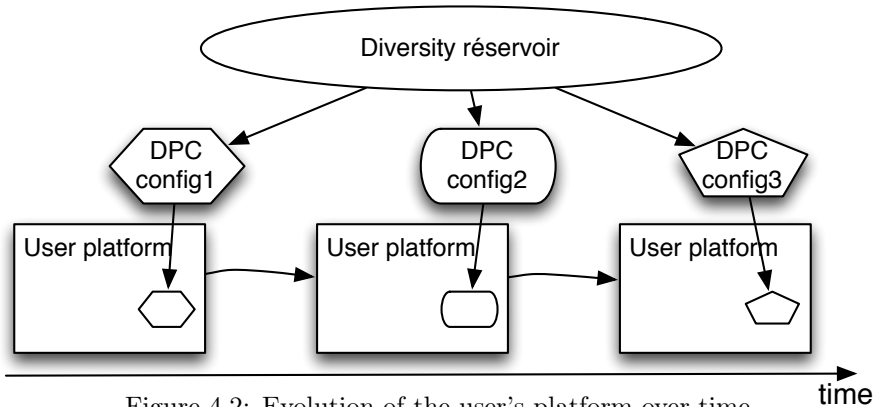 Diversity réservoir
DPC
config1
DPC
config2
DPC
config3
User platform
User platform
User platform
time
Figure 4.2: Evolution of the user's platform over time